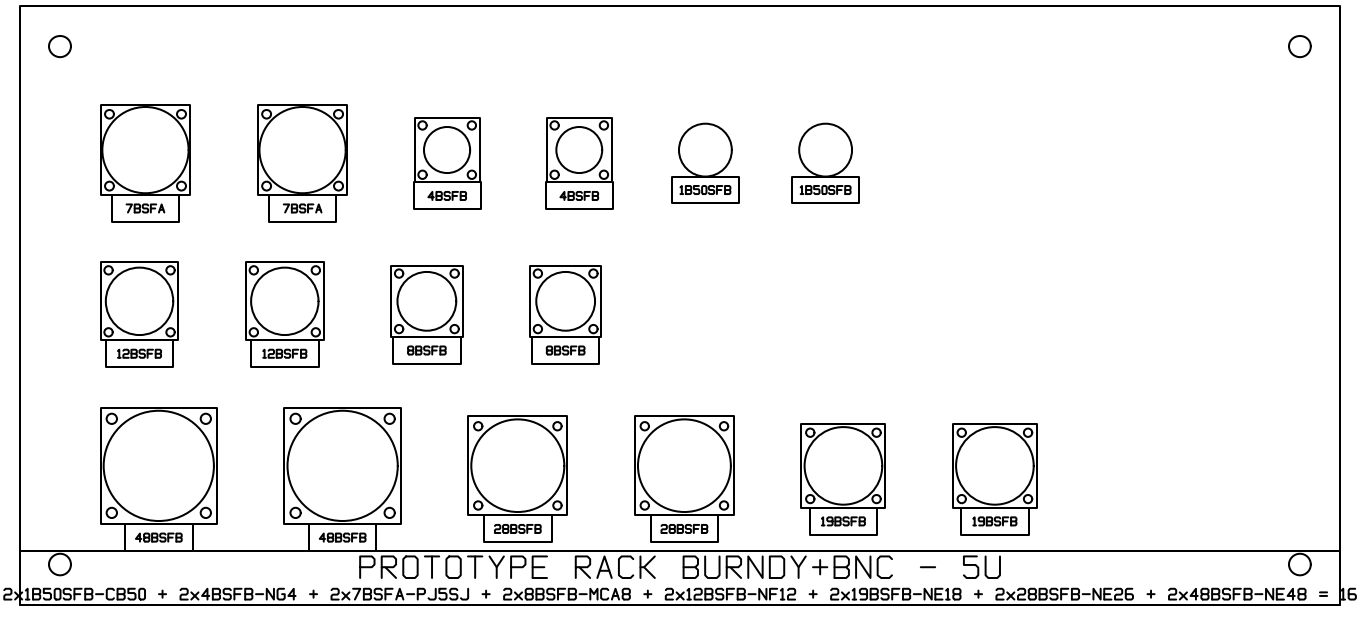 7BSFA 7BSFA 4BSFB 4BSFB 1B50SFB 1B50SFB
12BSFB 12BSFB 8BSFB 8BSFB
48BSFB 48BSFB 28BSFB 28BSFB 19BSFB 19BSFB
PROTOTYPE RACK BURNDY+BNC - 5U
2x1B50SFB-CB50 + 2x4BSFB-NG4 + 2x7BSFA-PJ5SJ + 2x8BSFB-MCA8 + 2x12BSFB-NF12 + 2x19BSFB-NE18 + 2x28BSFB-NE26 + 2x48BSFB-NE48 = 16